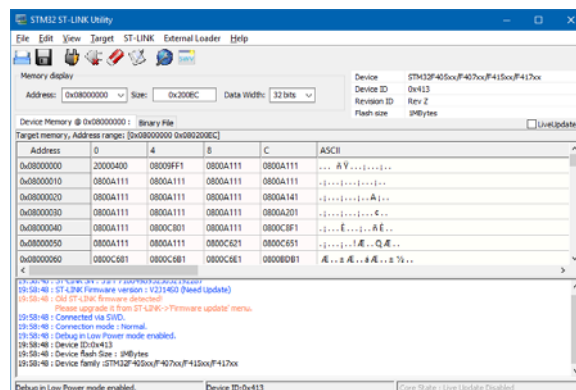 STM32 ST-LINK Utility
File Edit View Target ST-LINK External Loader Help
Memory display
Address: 0x08000000 Size: 0x200EC Data Width: 32 bits
Device STM32F405xx/F407xx/F415xx/F417xx
Device ID 0x413
Revision ID Rev Z
Flash size 1MBytes
LiveUpdate
Device Memory @ 0x08000000 : Binary File
Target memory, Address range: [0x08000000 0x080200EC]
Address 0 4 8 C ASCII
0x08000000 20000400 08009FF1 0800A111 0800A111
0x08000010 0800A111 0800A111 0800A111 0800A111
0x08000020 0800A111 0800A111 0800A111 0800A141
0x08000030 0800A111 0800A111 0800A111 0800A201
0x08000040 0800A111 0800C801 0800A111 0800C8F1
0x08000050 0800A111 0800A111 0800C621 0800C651
0x08000060 0800C681 0800C6B1 0800C6E1 0800BDB1
19:58:48 : ST-LINK Firmware version : V2J14S0 (Need Update)
19:58:48 : Old ST-LINK firmware detected!
Please upgrade it from ST-LINK->'Firmware update' menu.
19:58:48 : Connected via SWD.
19:58:48 : Connection mode : Normal.
19:58:48 : Debug in Low Power mode enabled.
19:58:48 : Device ID:0x413
19:58:48 : Device flash Size : 1MBytes
19:58:48 : Device family :STM32F405xx/F407xx/F415xx/F417xx
Debug in Low Power mode enabled. Device ID:0x413 Core State : Live Update Disabled